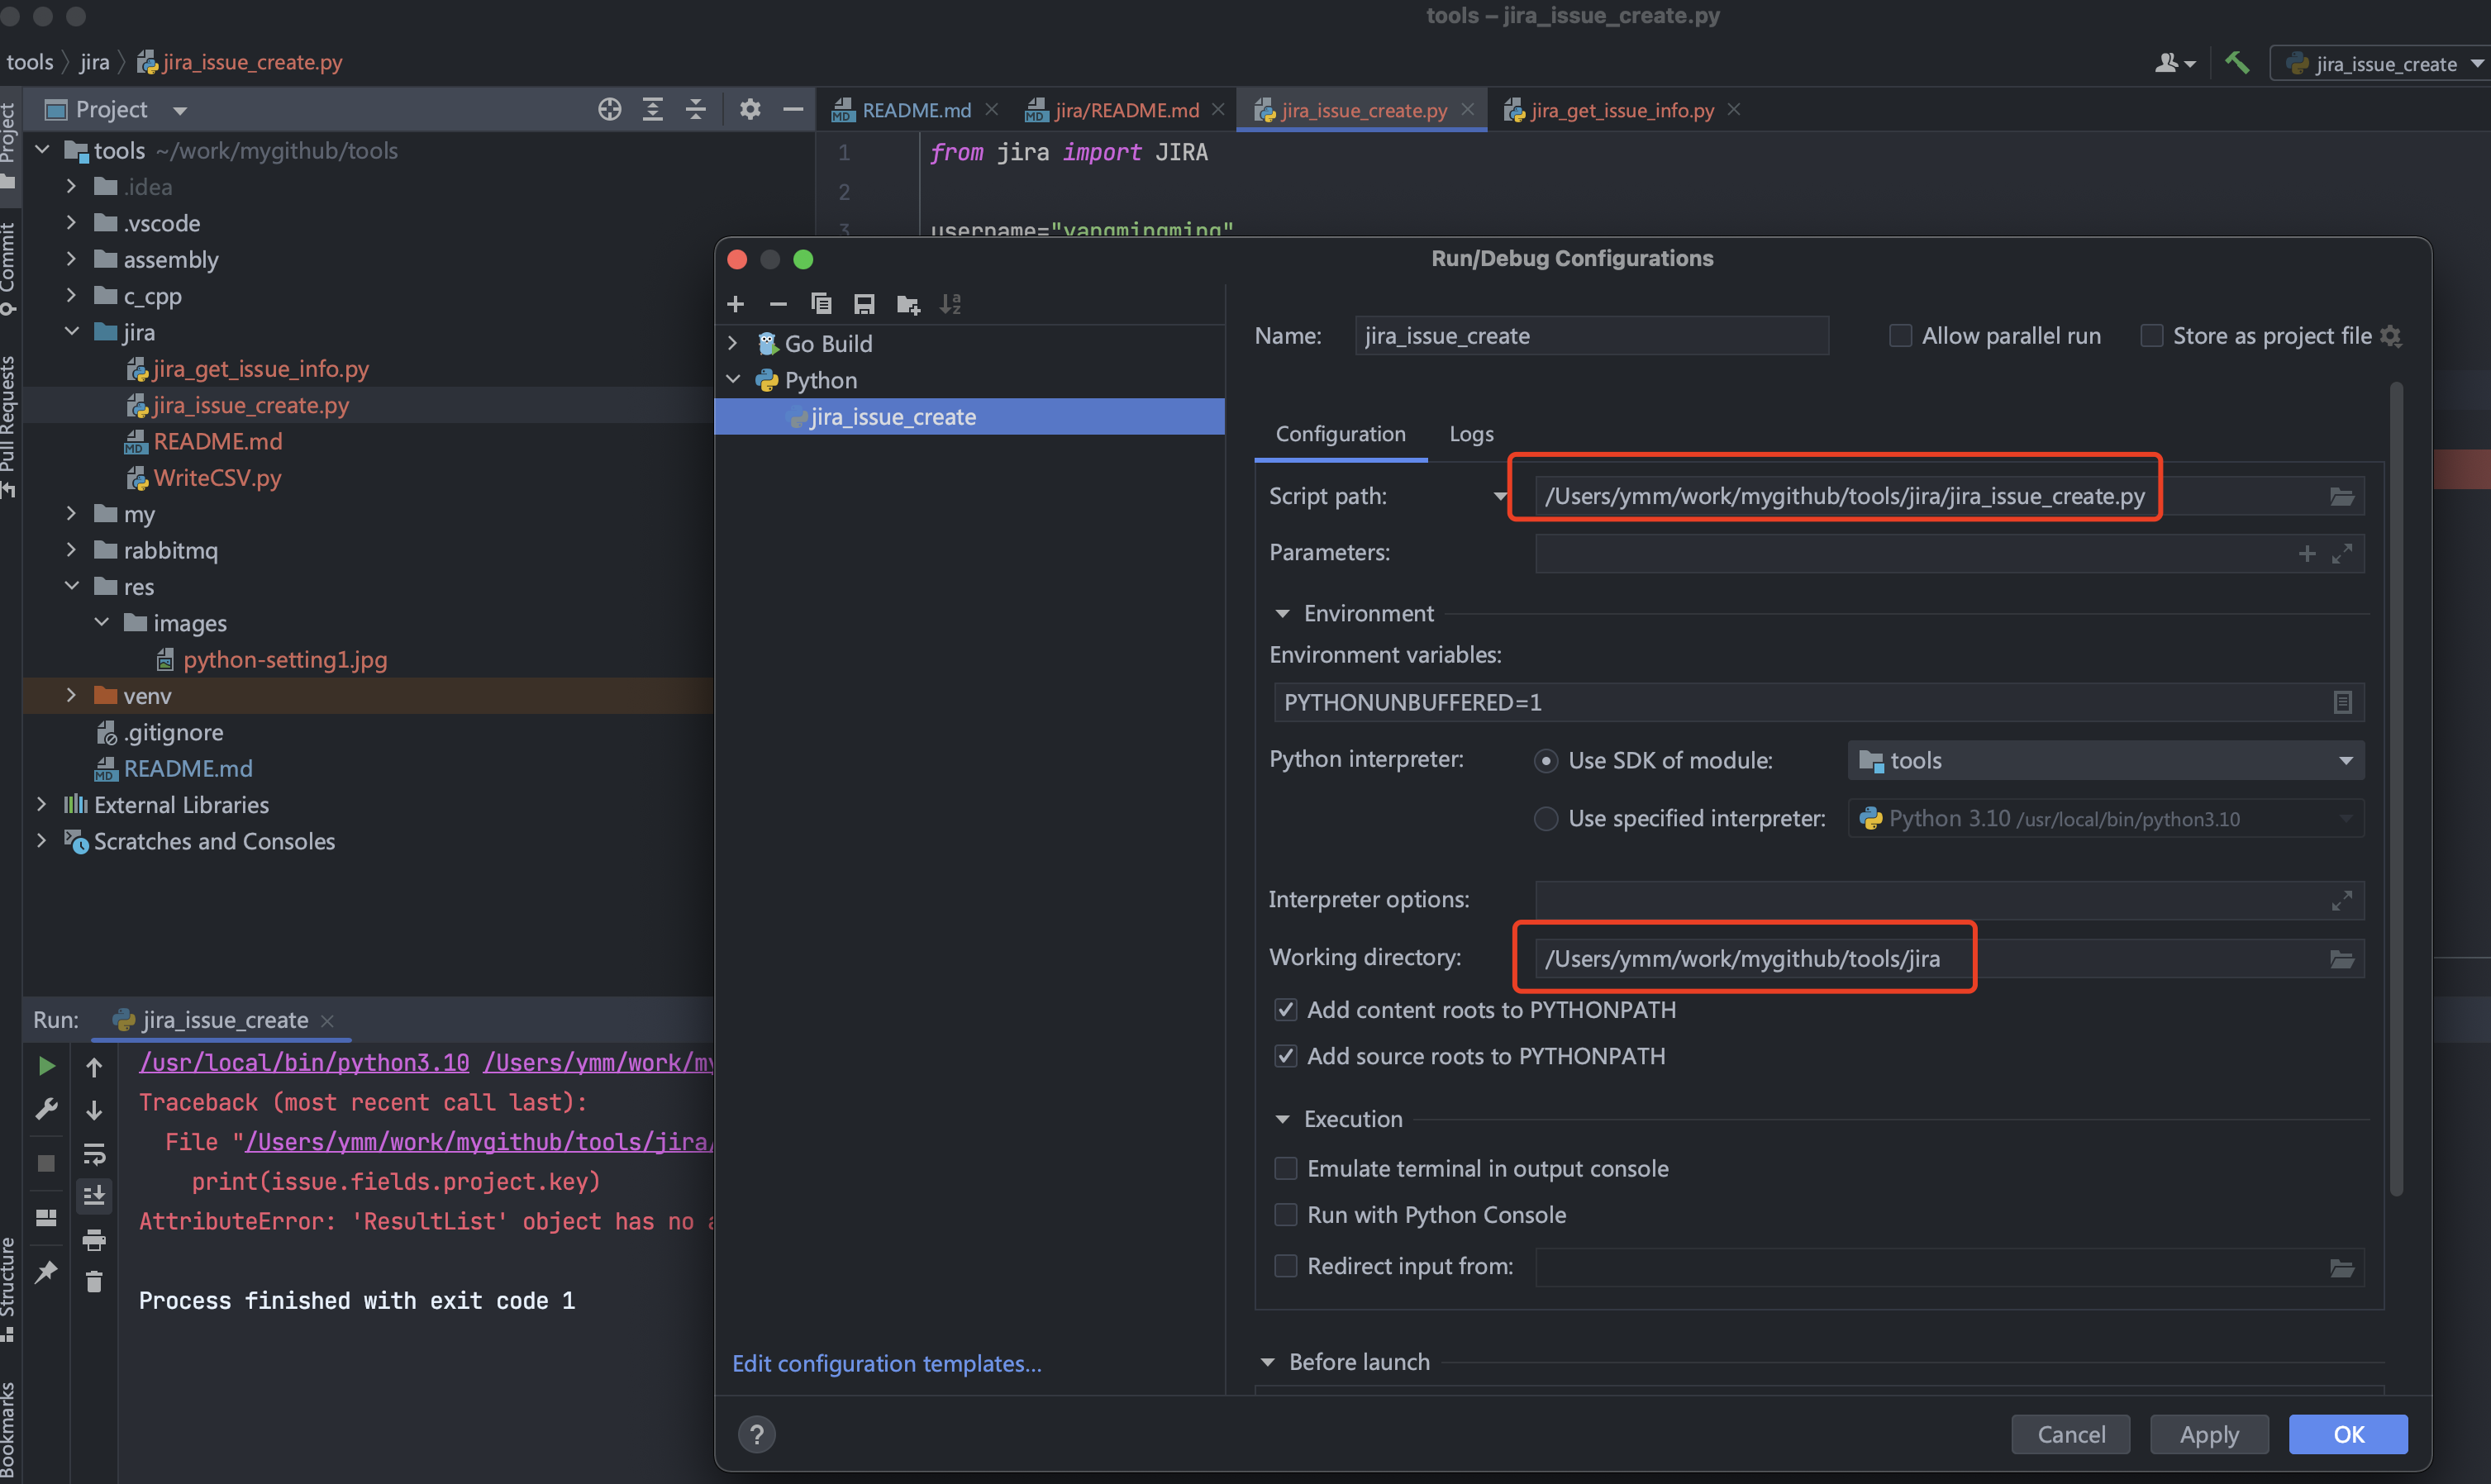 tools – jira_issue_create.py
tools jira jira_issue_create.py
jira_issue_create
Project
README.md jira/README.md jira_issue_create.py jira_get_issue_info.py
Project
Commit
Pull Requests
Structure
Bookmarks
tools ~/work/mygithub/tools
.idea
.vscode
assembly
c_cpp
jira
jira_get_issue_info.py
jira_issue_create.py
README.md
WriteCSV.py
my
rabbitmq
res
images
python-setting1.jpg
venv
.gitignore
README.md
External Libraries
Scratches and Consoles
1 from jira import JIRA
2
3 username="yangmingming"
Run/Debug Configurations
Go Build
Python
jira_issue_create
Edit configuration templates...
Name: jira_issue_create
Allow parallel run
Store as project file
Configuration Logs
Script path: /Users/ymm/work/mygithub/tools/jira/jira_issue_create.py
Parameters:
Environment
Environment variables:
PYTHONUNBUFFERED=1
Python interpreter: Use SDK of module: tools
Use specified interpreter: Python 3.10 /usr/local/bin/python3.10
Interpreter options:
Working directory: /Users/ymm/work/mygithub/tools/jira
Add content roots to PYTHONPATH
Add source roots to PYTHONPATH
Execution
Emulate terminal in output console
Run with Python Console
Redirect input from:
Before launch
?
Cancel Apply OK
Run: jira_issue_create
/usr/local/bin/python3.10 /Users/ymm/work/my
Traceback (most recent call last):
File "/Users/ymm/work/mygithub/tools/jira/
print(issue.fields.project.key)
AttributeError: 'ResultList' object has no a
Process finished with exit code 1